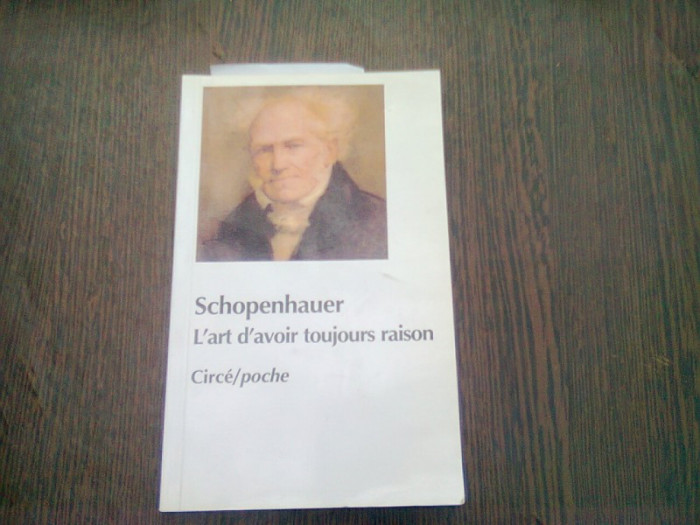 Schopenhauer
L'art d'avoir toujours raison
Circé/poche